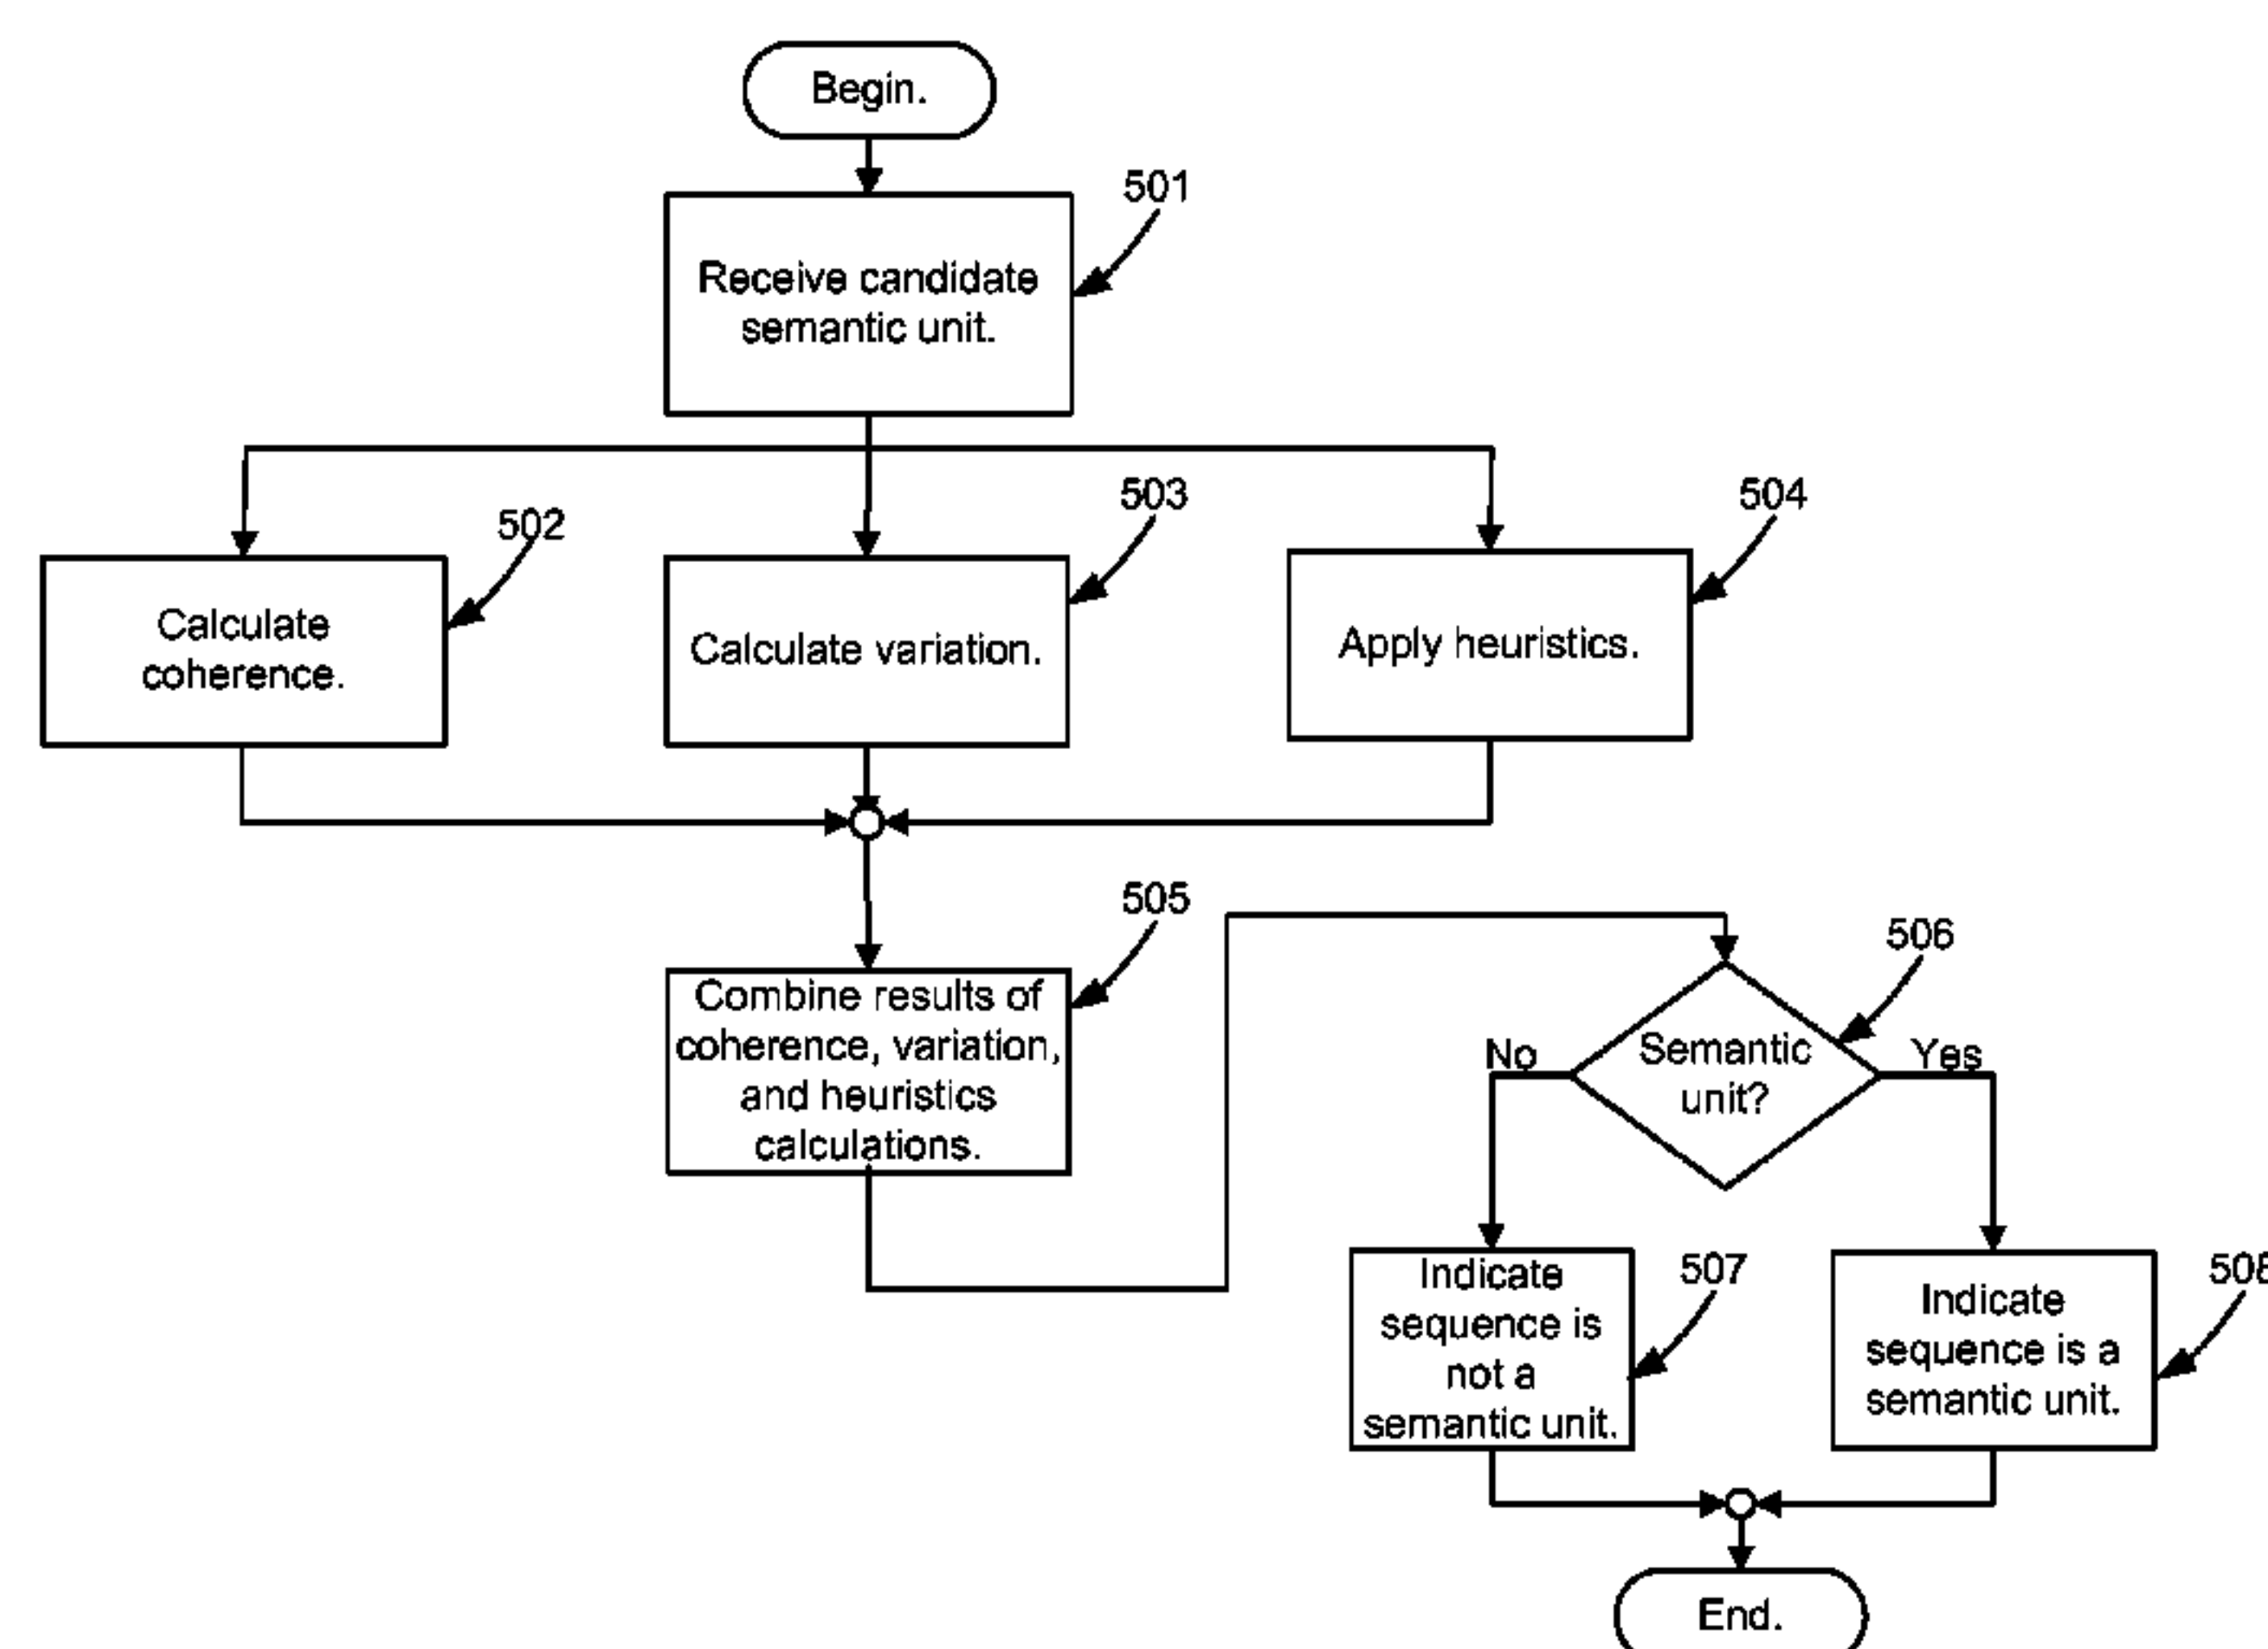 Begin.
501
Receive candidate
semantic unit.
502
503
504
Calculate
coherence.
Calculate variation.
Apply heuristics.
505
Combine results of
coherence, variation,
and heuristics
calculations.
506
No
Semantic
unit?
Yes
507
Indicate
sequence is
not a
semantic unit.
508
Indicate
sequence is a
semantic unit.
End.